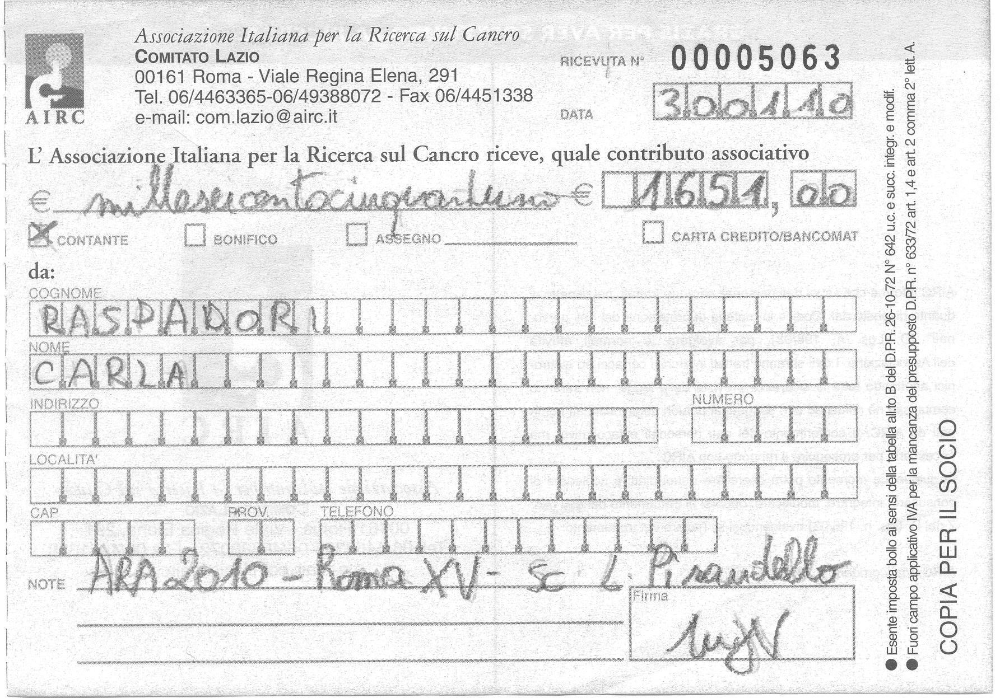 Associazione Italiana per la Ricerca sul Cancro
COMITATO LAZIO
00161 Roma - Viale Regina Elena, 291
Tel. 06/4463365-06/49388072 - Fax 06/4451338
e-mail: com.lazio@airc.it
AIRC
RICEVUTA N° 00005063
DATA 300110
L' Associazione Italiana per la Ricerca sul Cancro riceve, quale contributo associativo
€ milleseicentocinquantuno € 1651,00
CONTANTE BONIFICO ASSEGNO CARTA CREDITO/BANCOMAT
da:
COGNOME
RASPADORI
NOME
CARLA
INDIRIZZO NUMERO
LOCALITA'
CAP PROV. TELEFONO
NOTE ARA 2010 - Roma XV - Sc L. Pirandello
Firma
● Esente imposta bollo ai sensi della tabella all.to B del D.P.R. 26-10-72 N° 642 u.c. e succ. integr. e modif.
● Fuori campo applicativo IVA per la mancanza del presupposto D.P.R. n° 633/72 art. 1,4 e art. 2 comma 2° lett. A.
COPIA PER IL SOCIO